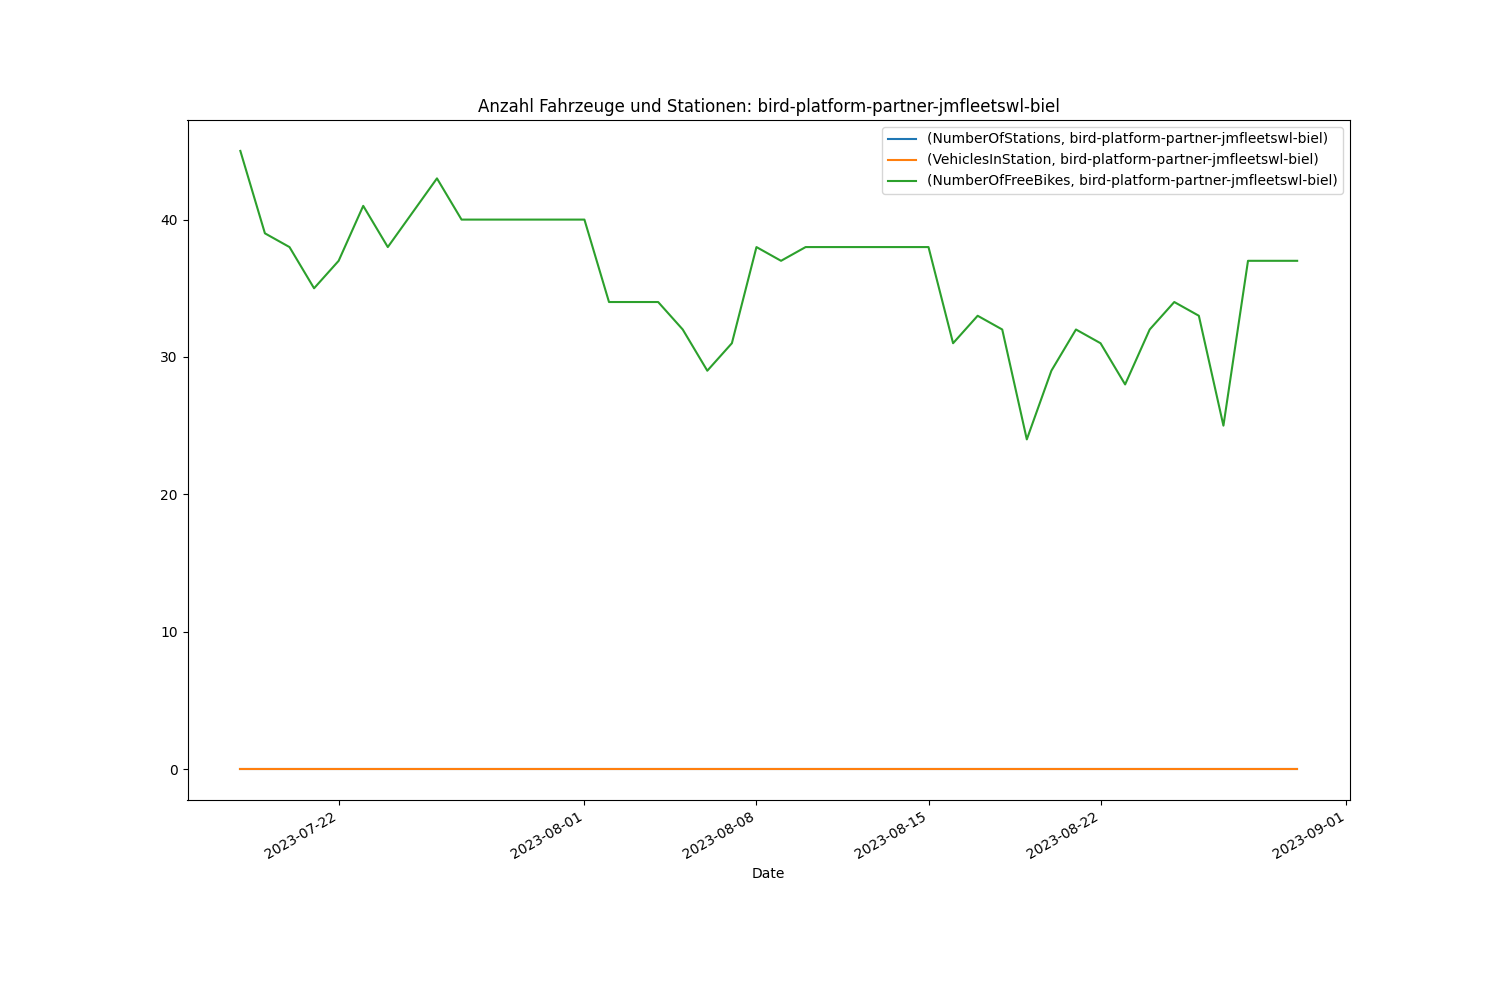 Anzahl Fahrzeuge und Stationen: bird-platform-partner-jmfleetswl-biel
(NumberOfStations, bird-platform-partner-jmfleetswl-biel)
(VehiclesInStation, bird-platform-partner-jmfleetswl-biel)
(NumberOfFreeBikes, bird-platform-partner-jmfleetswl-biel)
40
30
20
10
0
2023-07-22
2023-08-01
2023-08-08
2023-08-15
2023-08-22
2023-09-01
Date